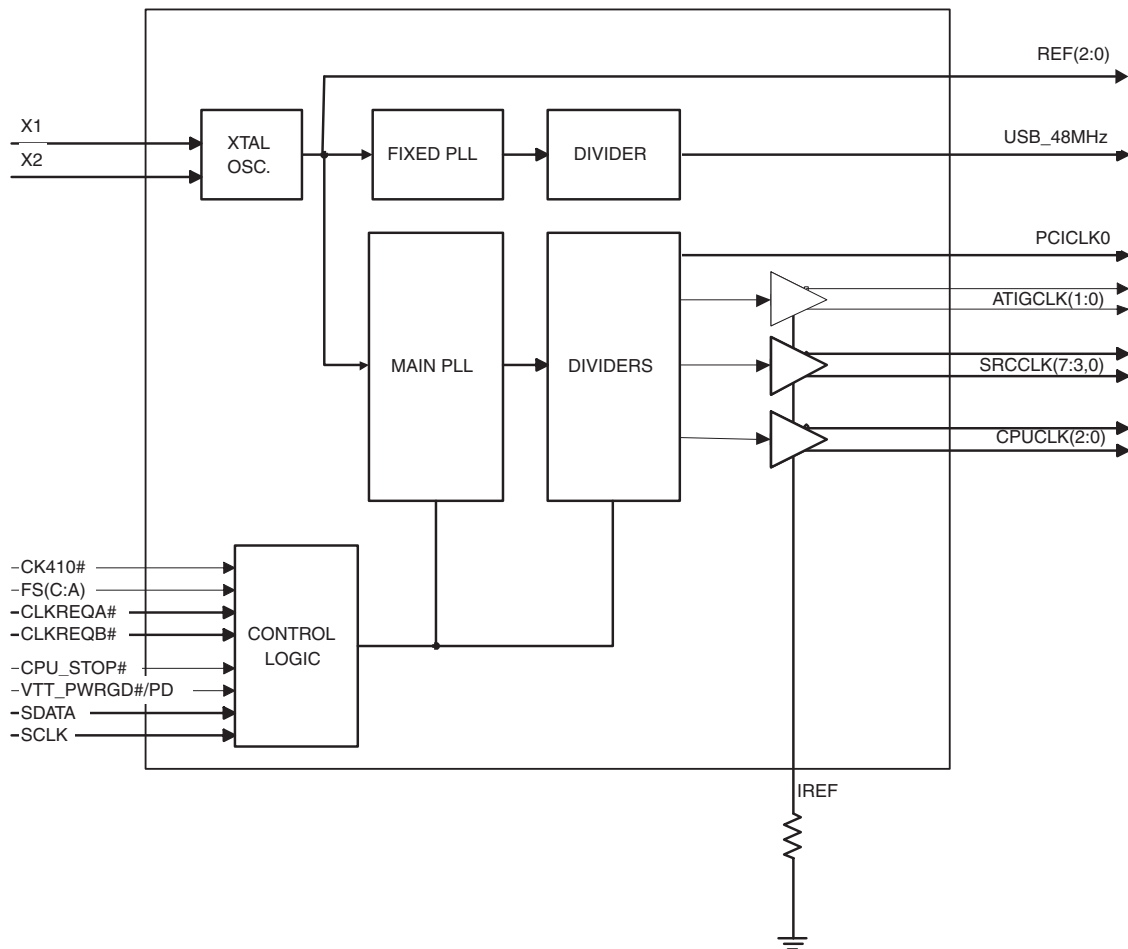 REF(2:0)
X1
X2
XTAL
OSC.
FIXED PLL
DIVIDER
USB_48MHz
PCICLK0
ATIGCLK(1:0)
MAIN PLL
DIVIDERS
SRCCLK(7:3,0)
CPUCLK(2:0)
CK410#
FS(C:A)
CLKREQA#
CLKREQB#
CPU_STOP#
VTT_PWRGD#/PD
SDATA
SCLK
CONTROL
LOGIC
IREF